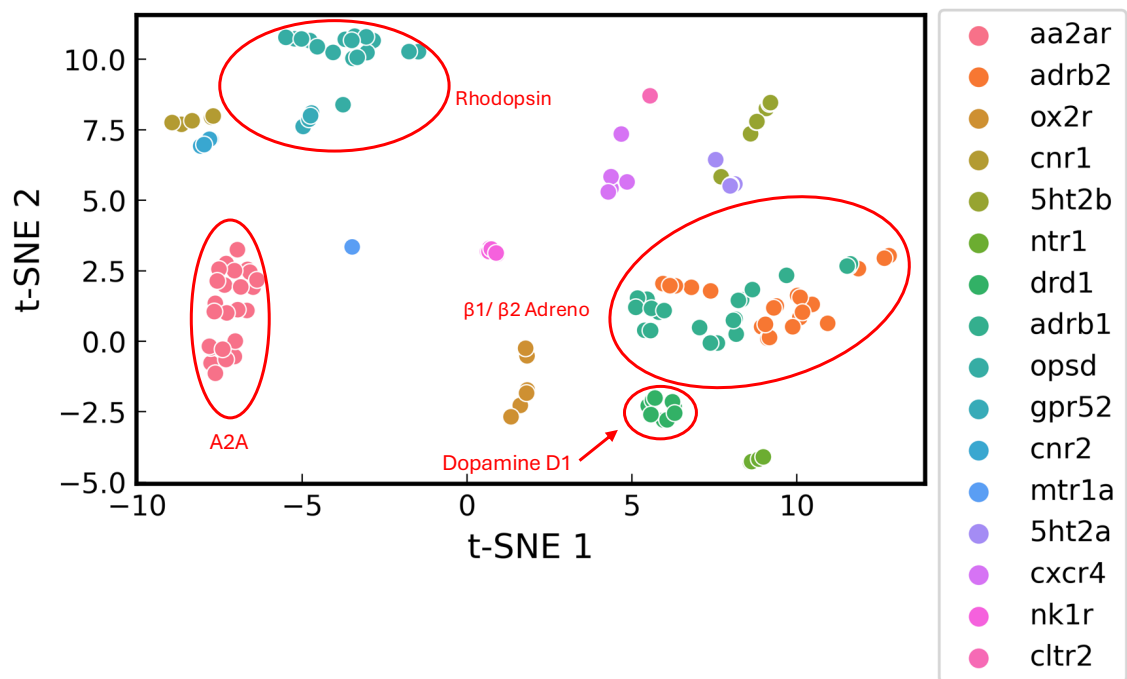 10.0
7.5
5.0
2.5
0.0
−2.5
−5.0
t-SNE 2
Rhodopsin
β1/ β2 Adreno
A2A
Dopamine D1
−10
−5
0
5
10
t-SNE 1
aa2ar
adrb2
ox2r
cnr1
5ht2b
ntr1
drd1
adrb1
opsd
gpr52
cnr2
mtr1a
5ht2a
cxcr4
nk1r
cltr2